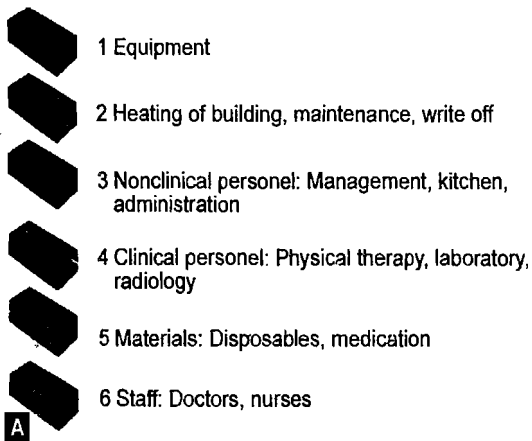 1 Equipment
2 Heating of building, maintenance, write off
3 Nonclinical personel: Management, kitchen,
administration
4 Clinical personel: Physical therapy, laboratory,
radiology
5 Materials: Disposables, medication
6 Staff: Doctors, nurses
A